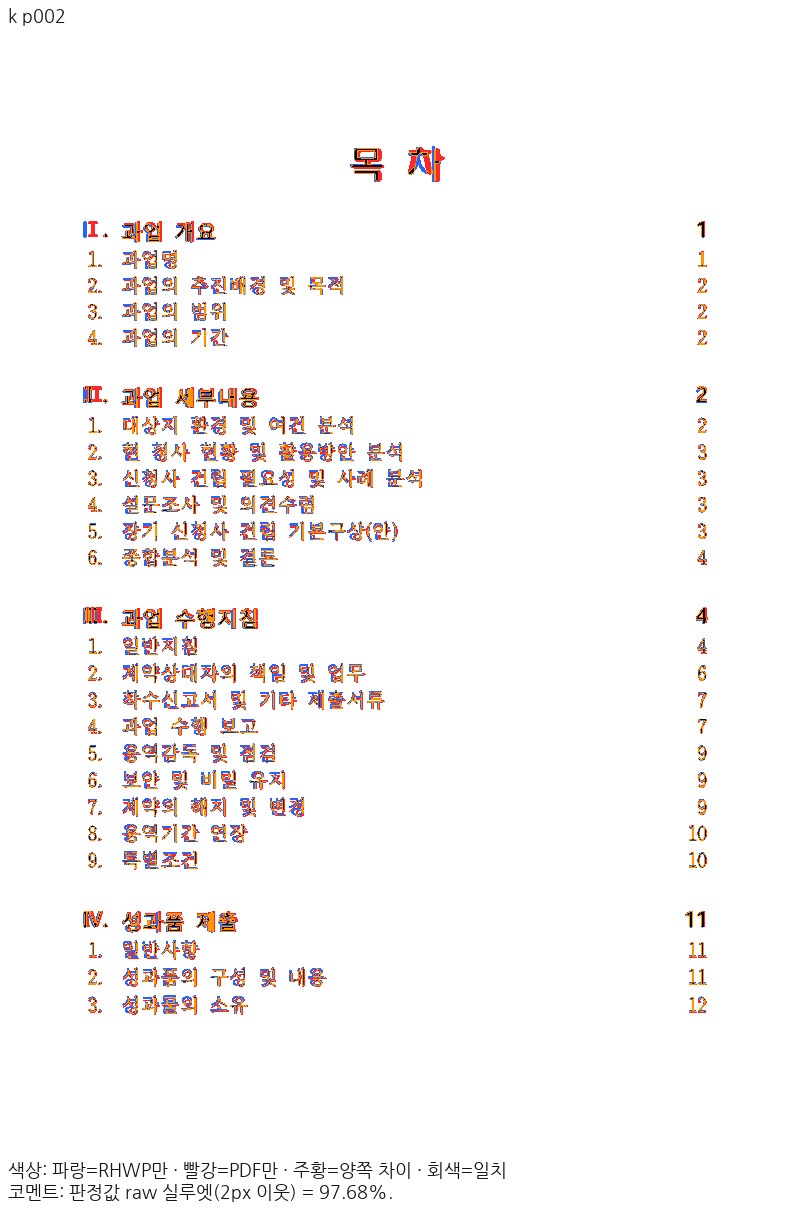 k p002
목 차
Ⅰ. 과업 개요 1
1. 과업명 1
2. 과업의 추진배경 및 목적 2
3. 과업의 범위 2
4. 과업의 기간 2
Ⅱ. 과업 세부내용 2
1. 대상지 환경 및 여건 분석 2
2. 현 청사 현황 및 활용방안 분석 3
3. 신청사 건립 필요성 및 사례 분석 3
4. 설문조사 및 의견수렴 3
5. 장기 신청사 건립 기본구상(안) 3
6. 종합분석 및 결론 4
Ⅲ. 과업 수행지침 4
1. 일반지침 4
2. 계약상대자의 책임 및 업무 6
3. 착수신고서 및 기타 제출서류 7
4. 과업 수행 보고 7
5. 용역감독 및 점검 9
6. 보안 및 비밀 유지 9
7. 계약의 해지 및 변경 9
8. 용역기간 연장 10
9. 특별조건 10
Ⅳ. 성과품 제출 11
1. 일반사항 11
2. 성과품의 구성 및 내용 11
3. 성과물의 소유 12
색상: 파랑=RHWP만 · 빨강=PDF만 · 주황=양쪽 차이 · 회색=일치
코멘트: 판정값 raw 실루엣(2px 이웃) = 97.68%.